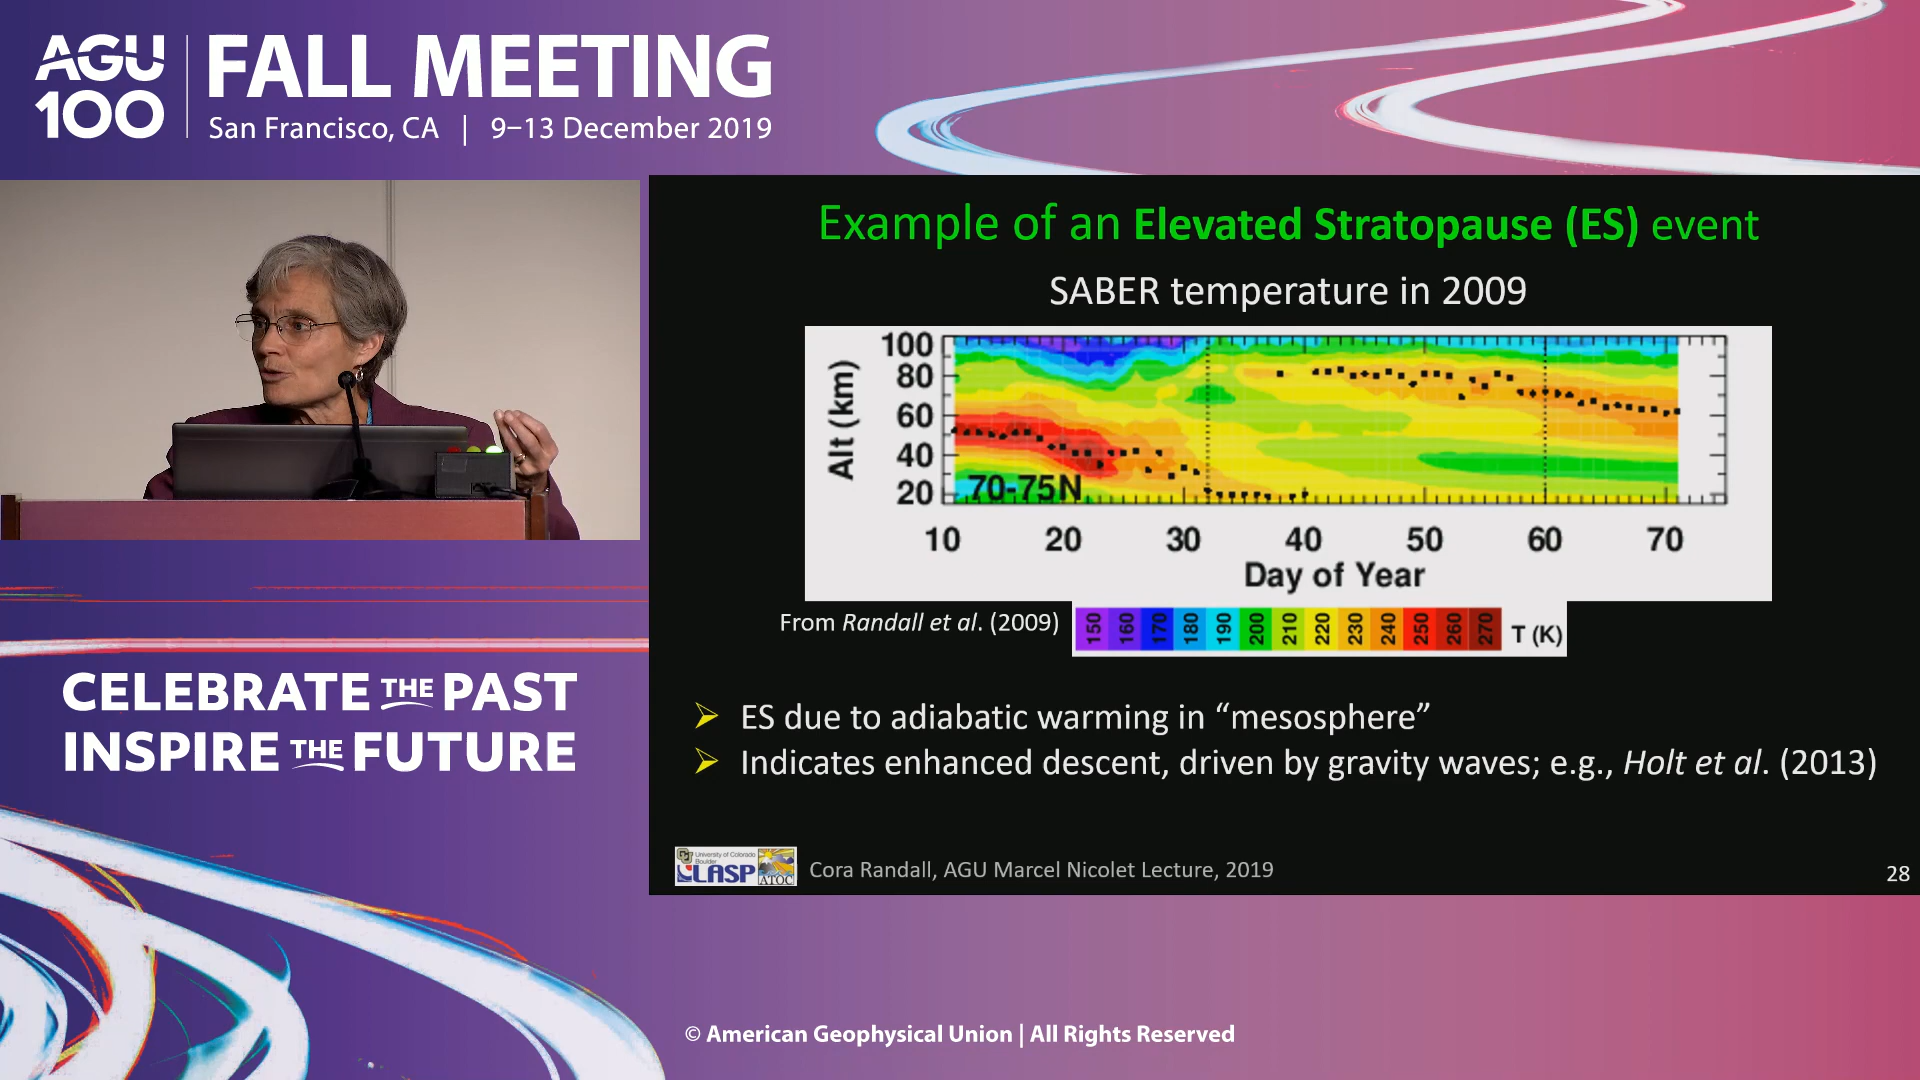 AGU
100
FALL MEETING
San Francisco, CA | 9–13 December 2019
Example of an Elevated Stratopause (ES) event
SABER temperature in 2009
100
80
60
40
20
Alt (km)
70-75N
10 20 30 40 50 60 70
Day of Year
From Randall et al. (2009)
150 160 170 180 190 200 210 220 230 240 250 260 270 T (K)
ES due to adiabatic warming in “mesosphere”
Indicates enhanced descent, driven by gravity waves; e.g., Holt et al. (2013)
University of Colorado
Boulder
LASP
ATOC
Cora Randall, AGU Marcel Nicolet Lecture, 2019
28
CELEBRATE THE PAST
INSPIRE THE FUTURE
© American Geophysical Union | All Rights Reserved